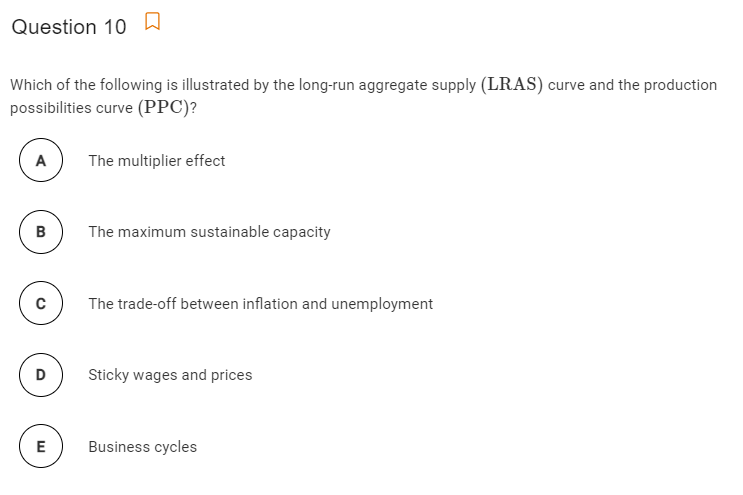 Question 10
Which of the following is illustrated by the long-run aggregate supply (LRAS) curve and the production
possibilities curve (PPC)?
A The multiplier effect
B The maximum sustainable capacity
C The trade-off between inflation and unemployment
D Sticky wages and prices
E Business cycles